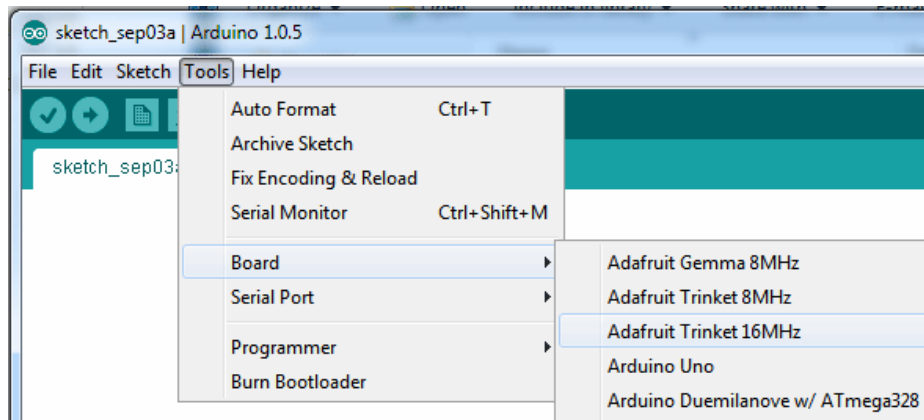 sketch_sep03a | Arduino 1.0.5
File Edit Sketch Tools Help
sketch_sep03a
Auto Format Ctrl+T
Archive Sketch
Fix Encoding & Reload
Serial Monitor Ctrl+Shift+M
Board
Serial Port
Programmer
Burn Bootloader
Adafruit Gemma 8MHz
Adafruit Trinket 8MHz
Adafruit Trinket 16MHz
Arduino Uno
Arduino Duemilanove w/ ATmega328